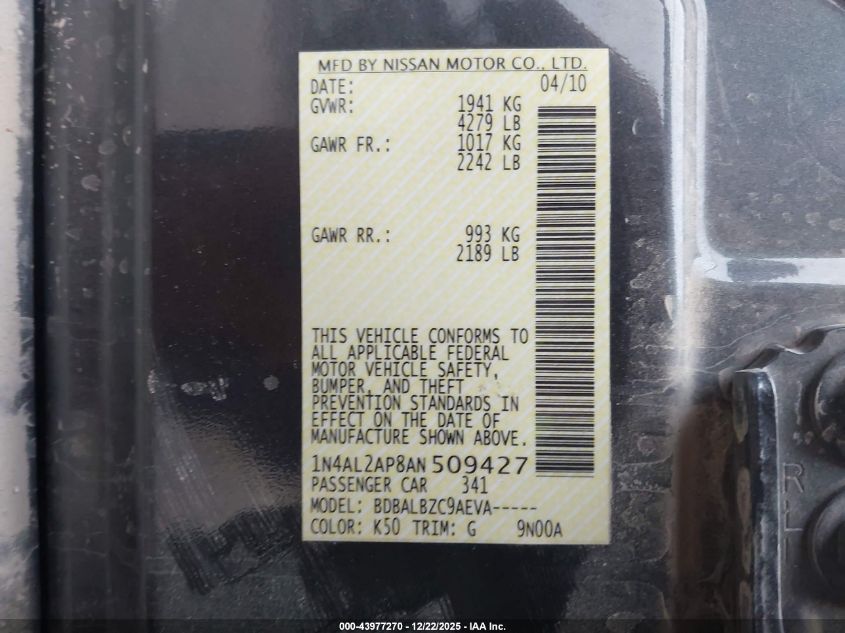 MFD BY NISSAN MOTOR CO., LTD.
DATE: 04/10
GVWR: 1941 KG
4279 LB
GAWR FR.: 1017 KG
2242 LB
GAWR RR.: 993 KG
2189 LB
THIS VEHICLE CONFORMS TO
ALL APPLICABLE FEDERAL
MOTOR VEHICLE SAFETY,
BUMPER, AND THEFT
PREVENTION STANDARDS IN
EFFECT ON THE DATE OF
MANUFACTURE SHOWN ABOVE.
1N4AL2AP8AN509427
PASSENGER CAR 341
MODEL: BDBALBZC9AEVA-----
COLOR: K50 TRIM: G 9N00A
000-43977270 - 12/22/2025 - IAA Inc.